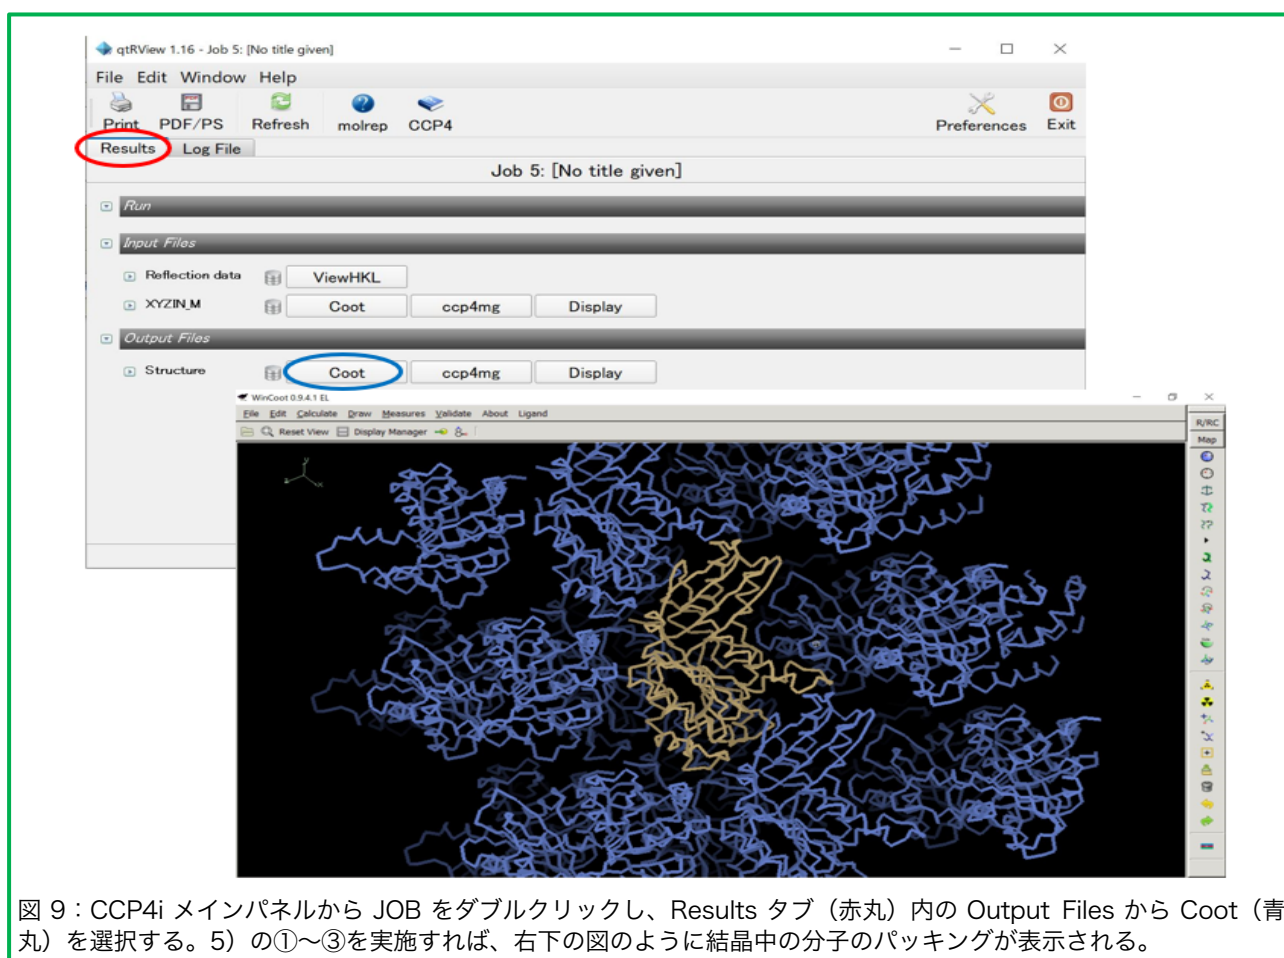 qtRView 1.16 - Job 5: [No title given]
File Edit Window Help
Print PDF/PS Refresh molrep CCP4 Preferences Exit
Results Log File
Job 5: [No title given]
Run
Input Files
Reflection data ViewHKL
XYZIN_M Coot ccp4mg Display
Output Files
Structure Coot ccp4mg Display
WinCoot 0.9.4.1 EL
File Edit Calculate Draw Measures Validate About Ligand
Reset View Display Manager
R/RC
Map
図 9：CCP4i メインパネルから JOB をダブルクリックし、Results タブ（赤丸）内の Output Files から Coot（青
丸）を選択する。5）の①～③を実施すれば、右下の図のように結晶中の分子のパッキングが表示される。